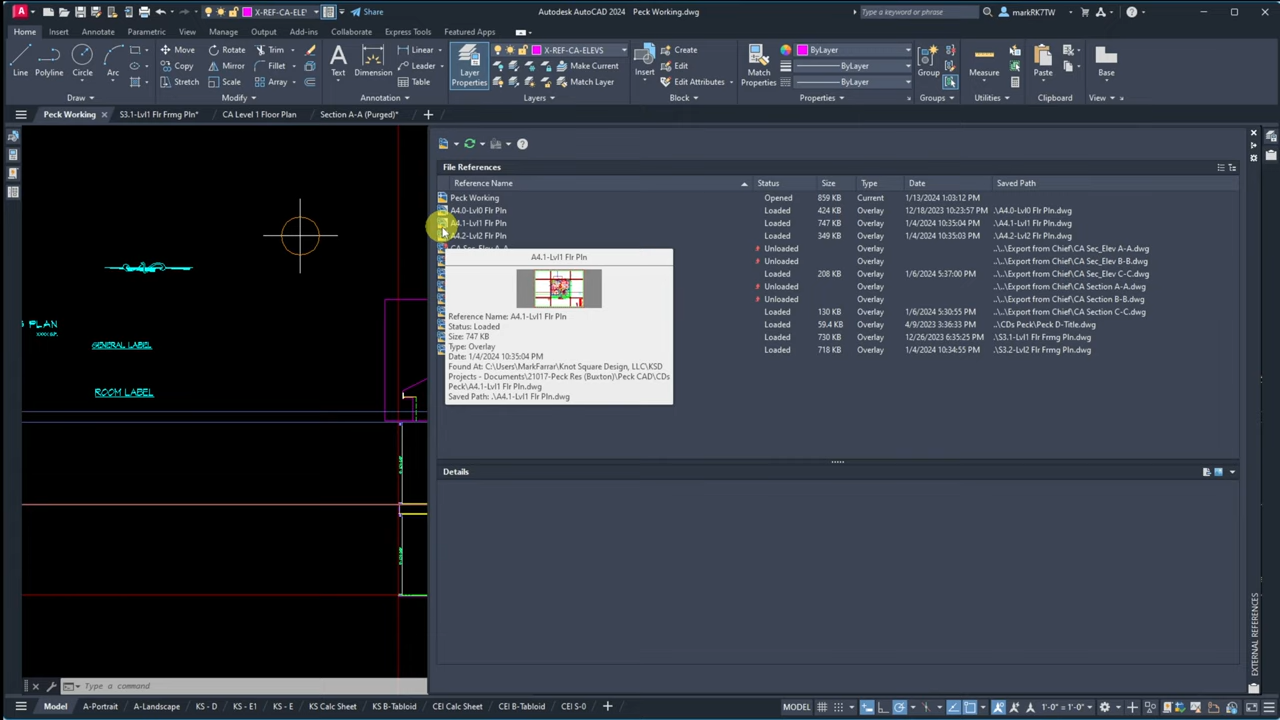 X-REF-CA-ELEVS
Share
Autodesk AutoCAD 2024 Peck Working.dwg
Type a keyword or phrase
markRK7TW
Home Insert Annotate Parametric View Manage Output Add-ins Collaborate Express Tools Featured Apps
Line Polyline Circle Arc
Draw
Move Rotate Trim
Copy Mirror Fillet
Stretch Scale Array
Modify
Text Dimension
Linear
Leader
Table
Annotation
Layer Properties
X-REF-CA-ELEVS
Make Current
Match Layer
Layers
Insert
Create
Edit
Edit Attributes
Block
Match Properties
ByLayer
ByLayer
ByLayer
Properties
Group
Groups
Measure
Utilities
Paste
Clipboard
Base
View
Peck Working S3.1-Lvl1 Flr Frmg Pln* CA Level 1 Floor Plan Section A-A (Purged)*
File References
Reference Name Status Size Type Date Saved Path
Peck Working Opened 859 KB Current 1/13/2024 1:03:12 PM
A4.0-Lvl0 Flr Pln Loaded 424 KB Overlay 12/18/2023 10:23:57 PM .\A4.0-Lvl0 Flr Pln.dwg
A4.1-Lvl1 Flr Pln Loaded 747 KB Overlay 1/4/2024 10:35:04 PM .\A4.1-Lvl1 Flr Pln.dwg
A4.2-Lvl2 Flr Pln Loaded 349 KB Overlay 1/4/2024 10:35:03 PM .\A4.2-Lvl2 Flr Pln.dwg
CA Sec_Elev A-A Unloaded Overlay ..\..\Export from Chief\CA Sec_Elev A-A.dwg
Unloaded Overlay ..\..\Export from Chief\CA Sec_Elev B-B.dwg
Loaded 208 KB Overlay 1/6/2024 5:37:00 PM ..\..\Export from Chief\CA Sec_Elev C-C.dwg
Unloaded Overlay ..\..\Export from Chief\CA Section A-A.dwg
Unloaded Overlay ..\..\Export from Chief\CA Section B-B.dwg
Loaded 130 KB Overlay 1/6/2024 5:30:55 PM ..\..\Export from Chief\CA Section C-C.dwg
Loaded 59.4 KB Overlay 4/9/2023 3:36:33 PM ..\CDs Peck\Peck D-Title.dwg
Loaded 730 KB Overlay 12/26/2023 6:35:25 PM .\S3.1-Lvl1 Flr Frmg Pln.dwg
Loaded 718 KB Overlay 1/4/2024 10:34:55 PM .\S3.2-Lvl2 Flr Frmg Pln.dwg
A4.1-Lvl1 Flr Pln
Reference Name: A4.1-Lvl1 Flr Pln
Status: Loaded
Size: 747 KB
Type: Overlay
Date: 1/4/2024 10:35:04 PM
Found At: C:\Users\MarkFarrar\Knot Square Design, LLC\KSD
Projects - Documents\21017-Peck Res (Buxton)\Peck CAD\CDs
Peck\A4.1-Lvl1 Flr Pln.dwg
Saved Path: .\A4.1-Lvl1 Flr Pln.dwg
PLAN
GENERAL LABEL
ROOM LABEL
Details
EXTERNAL REFERENCES
Type a command
Model A-Portrait A-Landscape KS - D KS - E1 KS - E KS Calc Sheet KS B-Tabloid CEI Calc Sheet CEI B-Tabloid CEI S-0
MODEL 1'-0" = 1'-0"